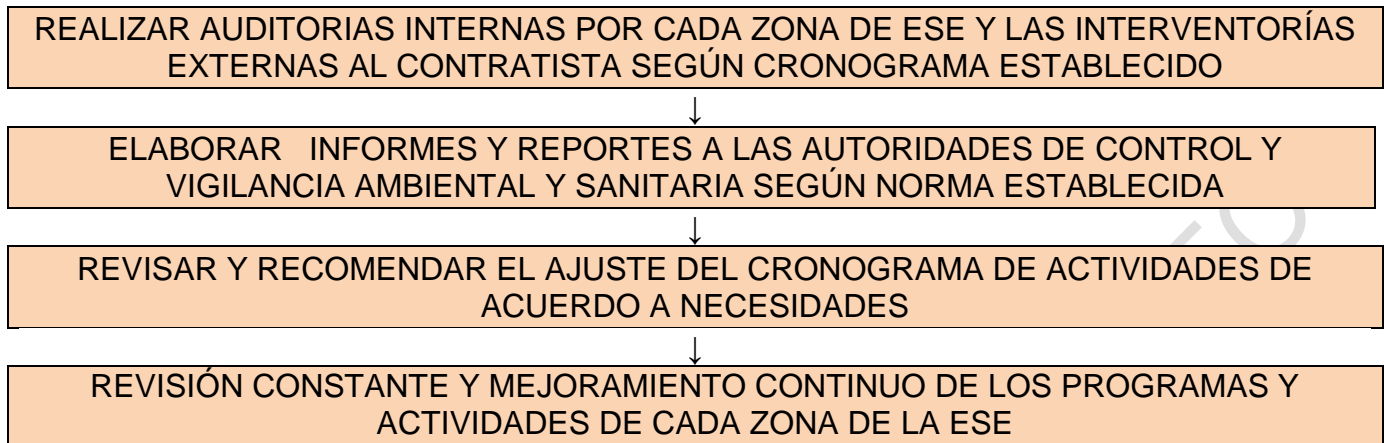 REALIZAR AUDITORIAS INTERNAS POR CADA ZONA DE ESE Y LAS INTERVENTORÍAS
EXTERNAS AL CONTRATISTA SEGÚN CRONOGRAMA ESTABLECIDO
↓
ELABORAR INFORMES Y REPORTES A LAS AUTORIDADES DE CONTROL Y
VIGILANCIA AMBIENTAL Y SANITARIA SEGÚN NORMA ESTABLECIDA
↓
REVISAR Y RECOMENDAR EL AJUSTE DEL CRONOGRAMA DE ACTIVIDADES DE
ACUERDO A NECESIDADES
↓
REVISIÓN CONSTANTE Y MEJORAMIENTO CONTINUO DE LOS PROGRAMAS Y
ACTIVIDADES DE CADA ZONA DE LA ESE